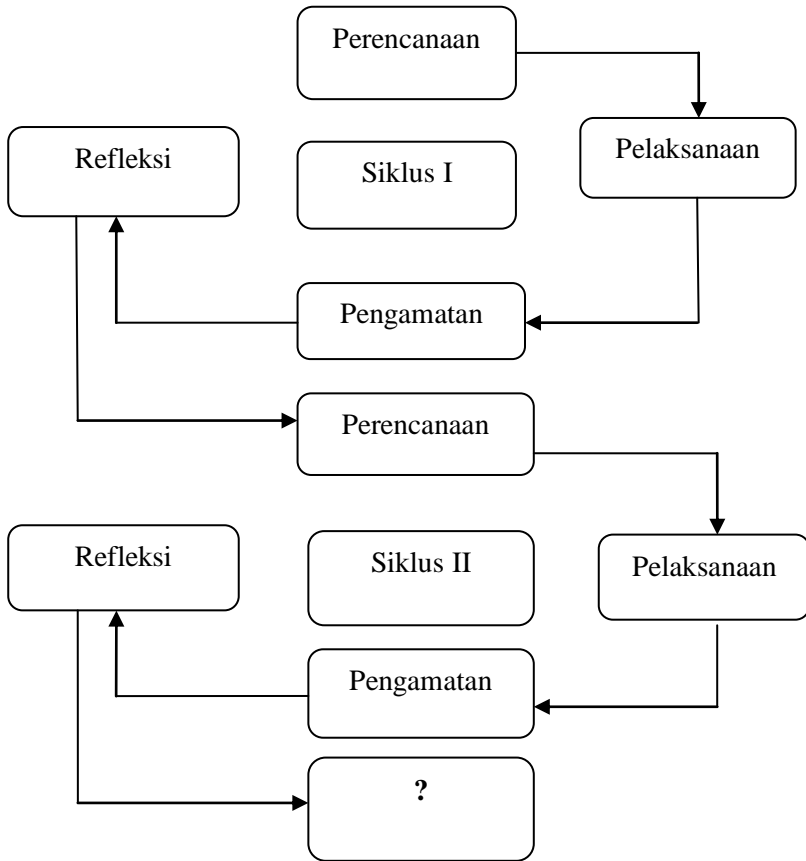 Perencanaan
Pelaksanaan
Refleksi
Siklus I
Pengamatan
Perencanaan
Refleksi
Siklus II
Pelaksanaan
Pengamatan
?